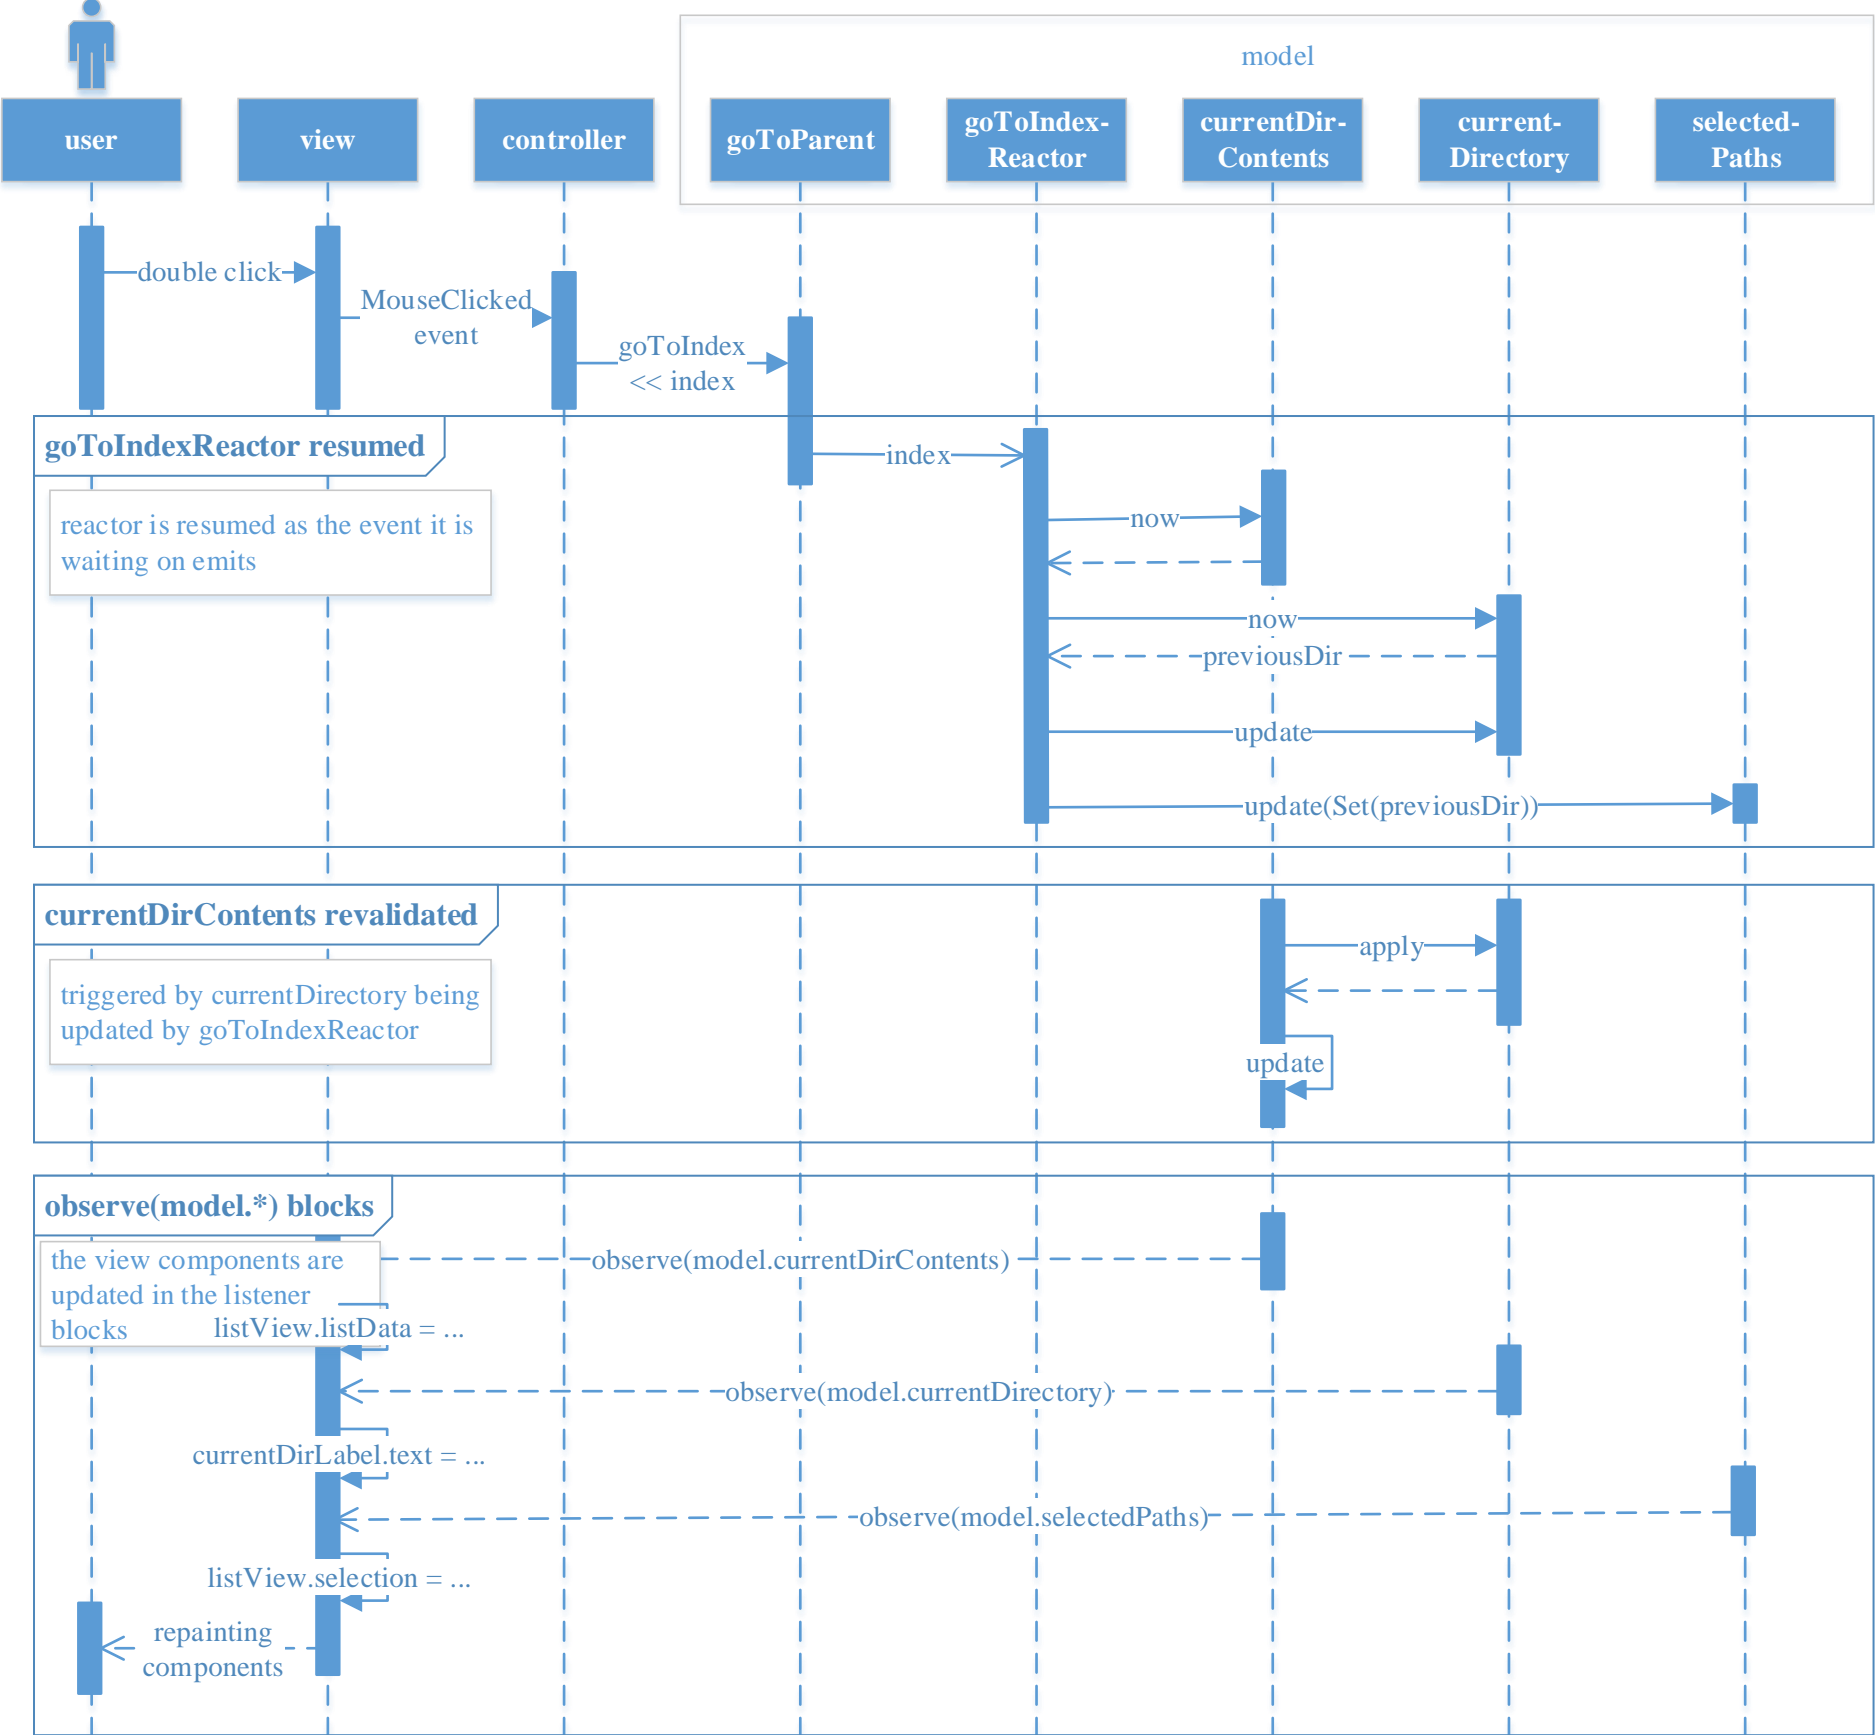 model
user
view
controller
goToParent
goToIndex-
Reactor
currentDir-
Contents
current-
Directory
selected-
Paths
double click
MouseClicked
event
goToIndex
<< index
goToIndexReactor resumed
index
reactor is resumed as the event it is
waiting on emits
now
now
previousDir
update
update(Set(previousDir))
currentDirContents revalidated
apply
triggered by currentDirectory being
updated by goToIndexReactor
update
observe(model.*) blocks
the view components are
updated in the listener
blocks
observe(model.currentDirContents)
listView.listData = ...
observe(model.currentDirectory)
currentDirLabel.text = ...
observe(model.selectedPaths)
listView.selection = ...
repainting
components